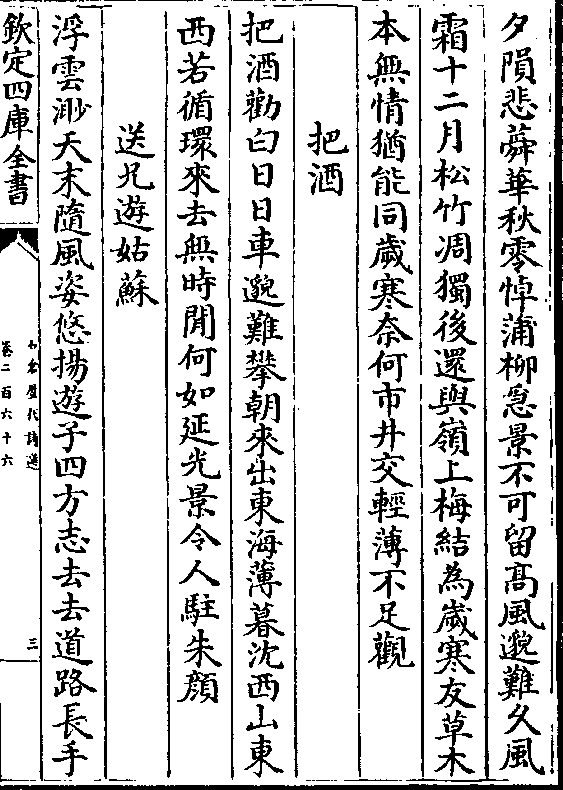 夕隕悲蕣華秋零悼蒲柳急景不可留髙風邈難久風
霜十二月松竹凋獨後還與嶺上梅結為歲寒友草木
本無情猶能同歲寒奈何市井交輕薄不足觀
把酒
把酒勸白日日車邈難攀朝來出東海薄暮沈西山東
西若循環來去無時閒何如延光景令人駐朱顔
送兄遊姑蘇
浮雲渺天末隨風姿悠揚遊子四方志去去道路長手
欽定四庫全書
石倉歷代詩選
卷二百六十六
三